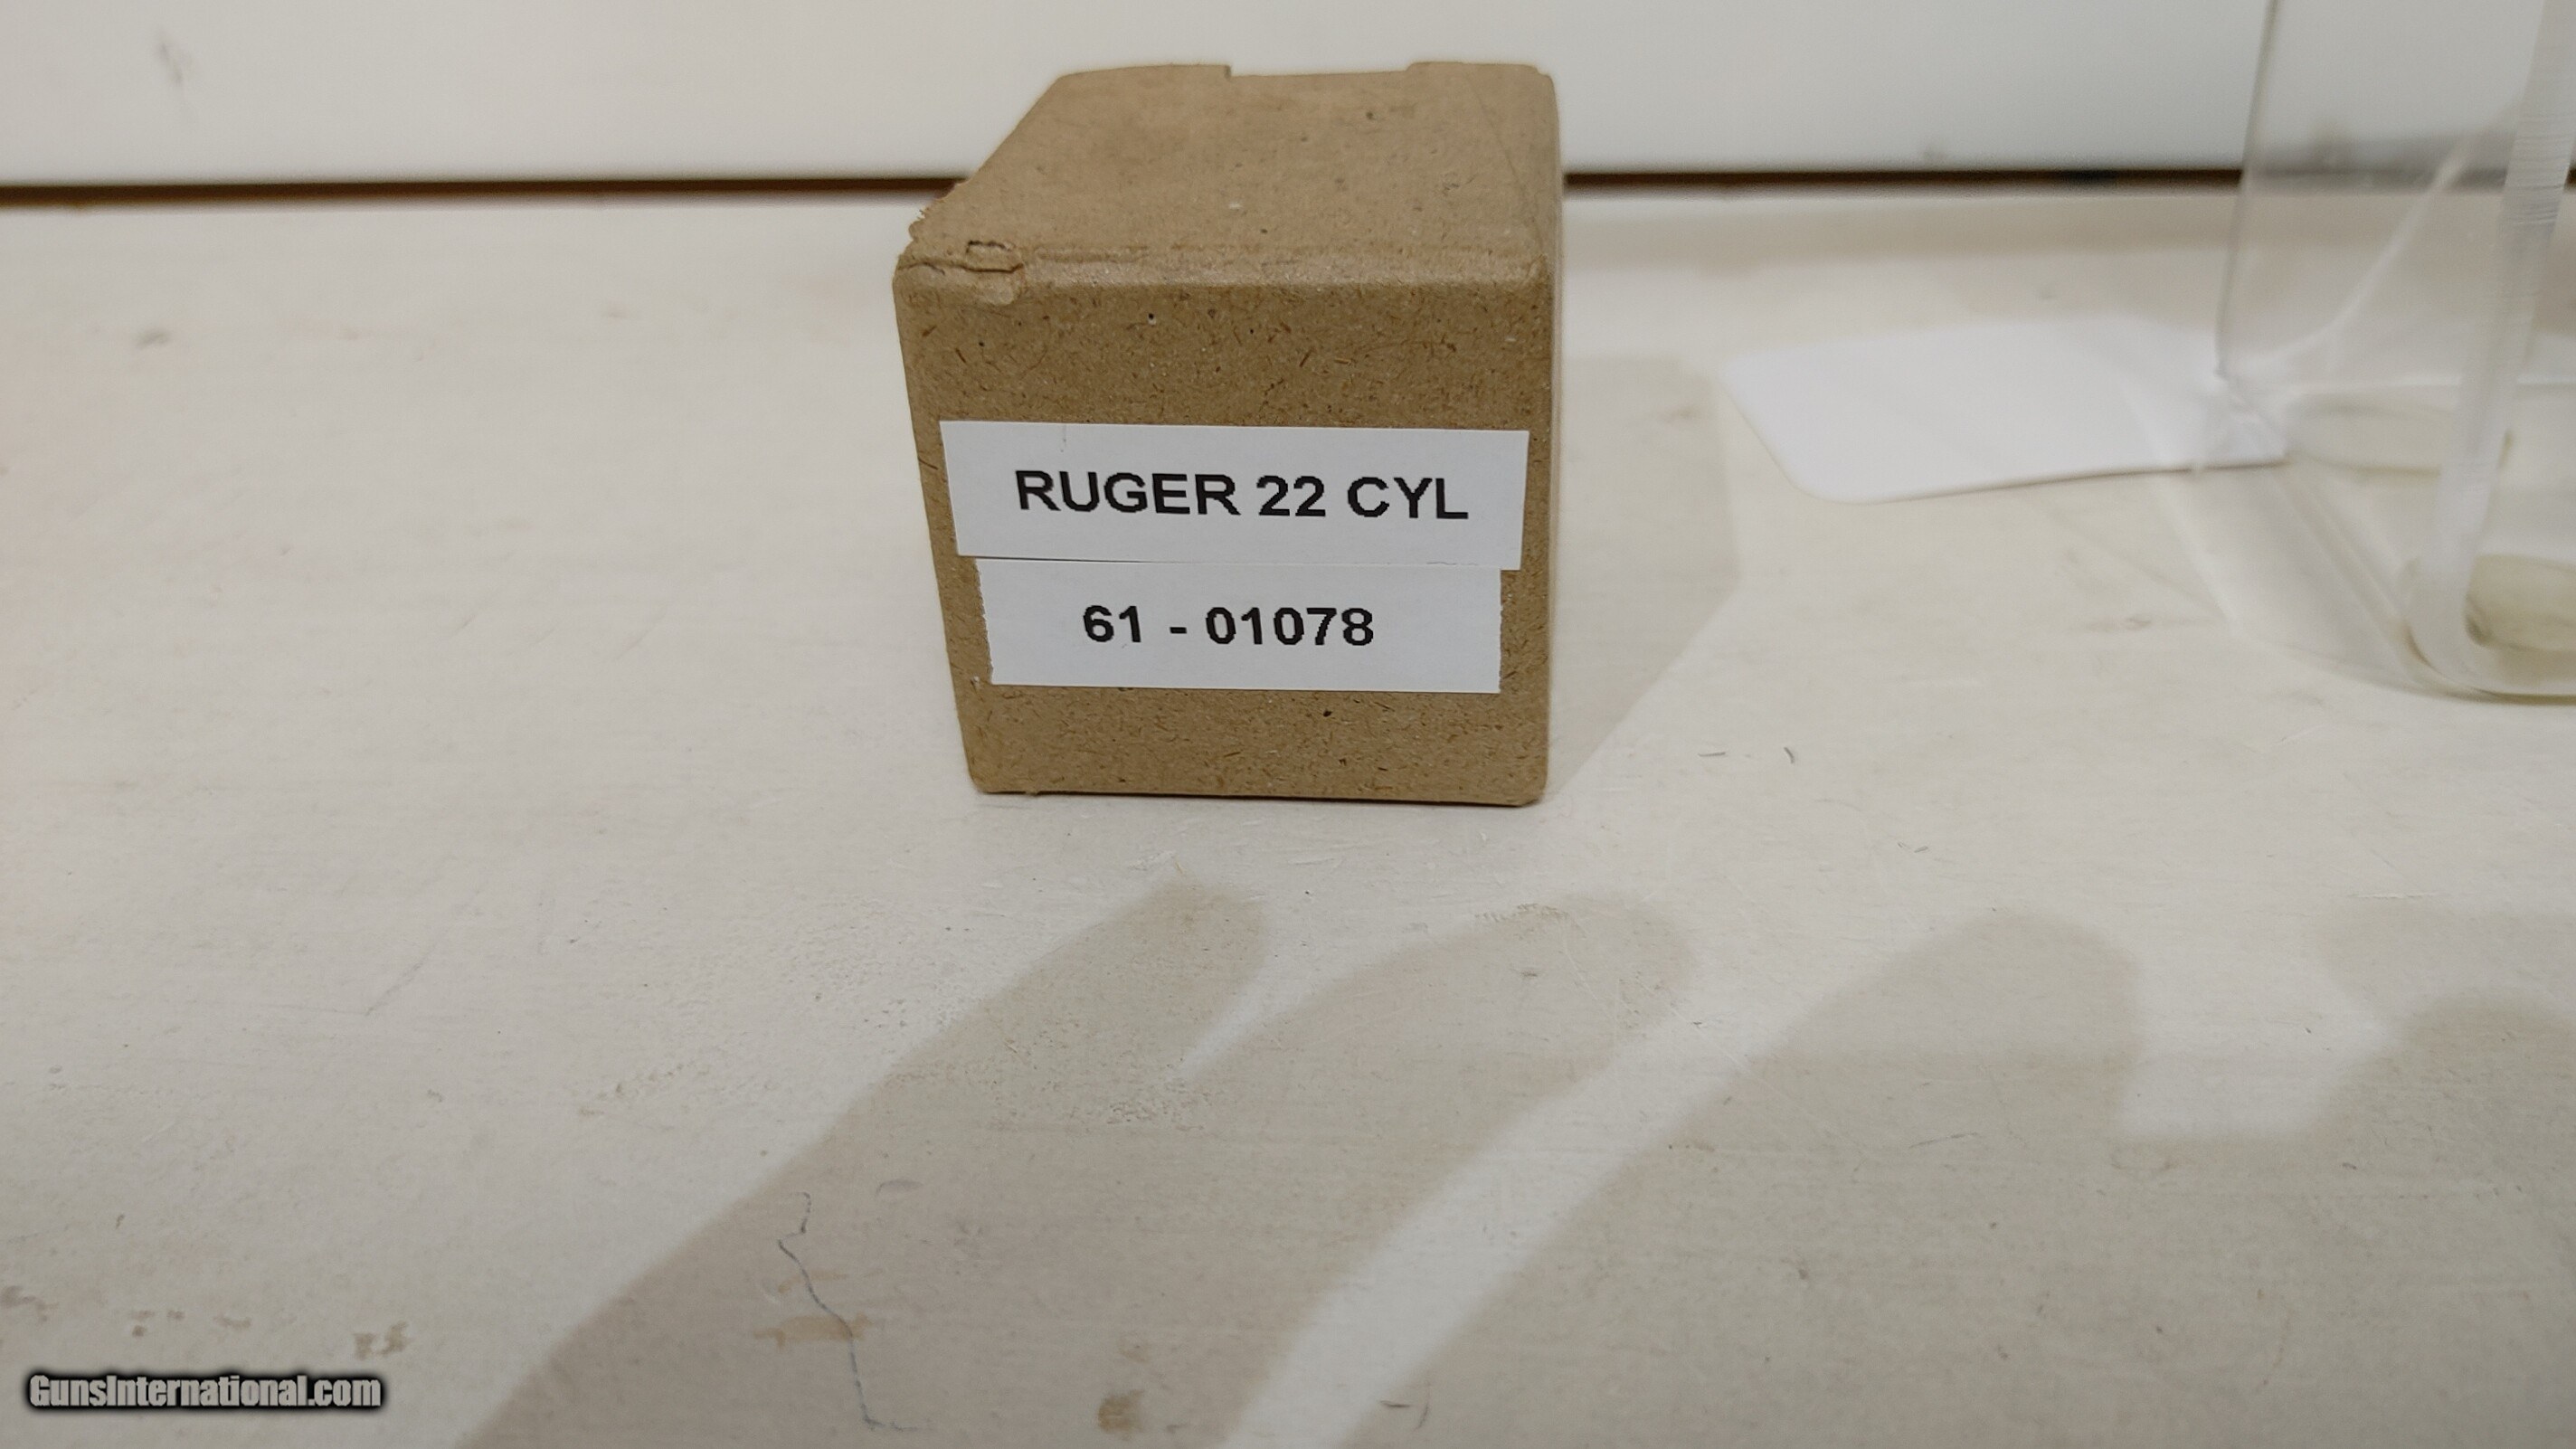 RUGER 22 CYL
61 - 01078
GunsInternational.com